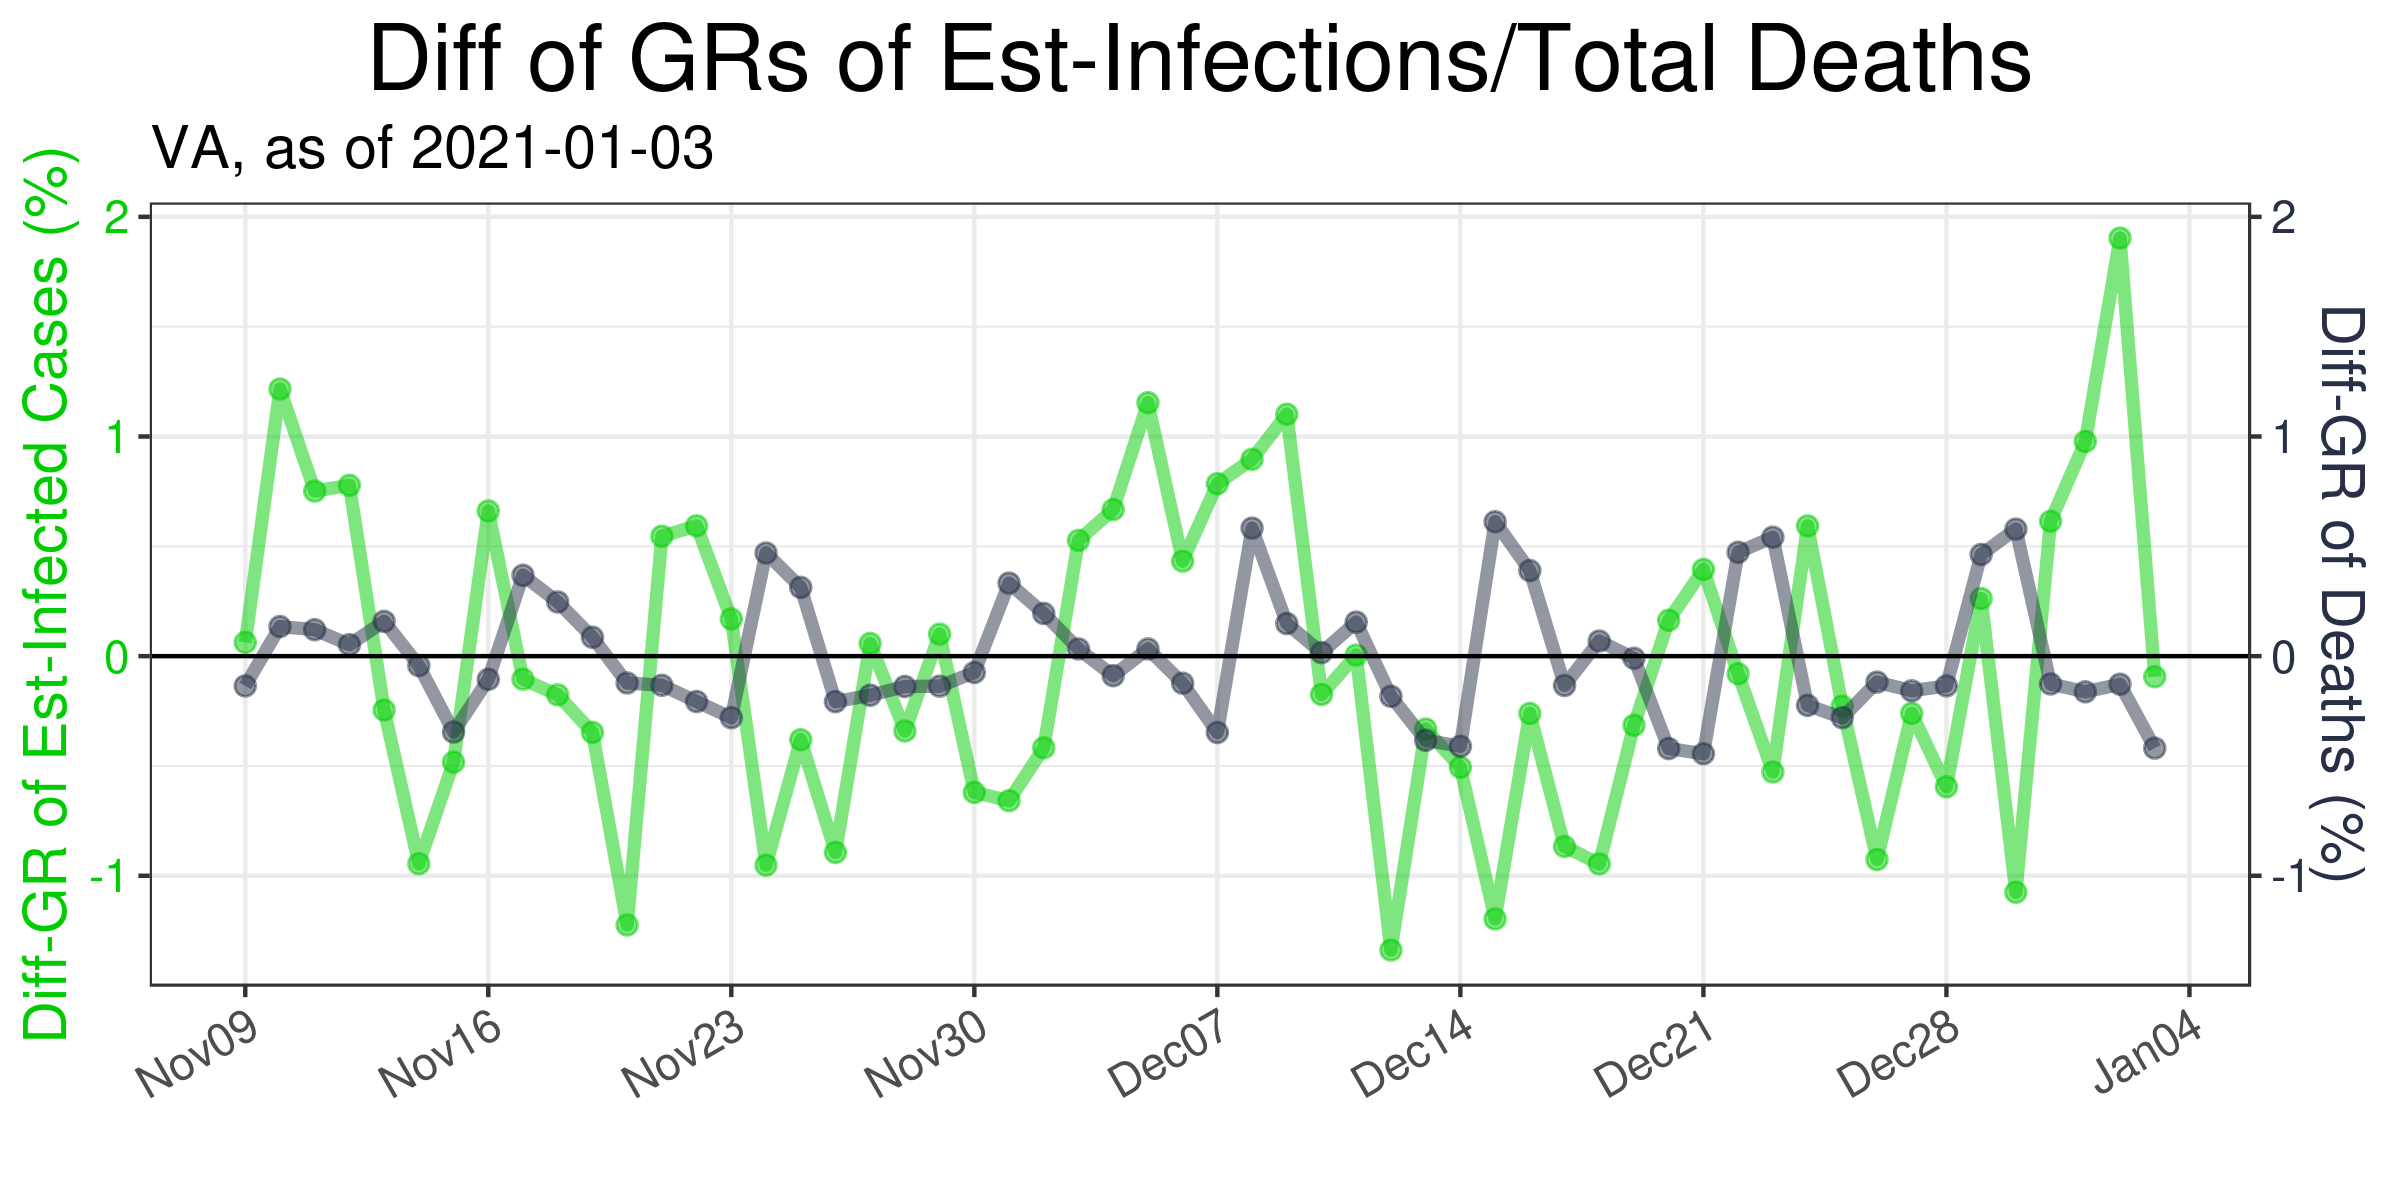 Diff of GRs of Est-Infections/Total Deaths
VA, as of 2021-01-03
Diff-GR of Est-Infected Cases (%)
2
1
0
-1
2
1
0
-1
Diff-GR of Deaths (%)
Nov09 Nov16 Nov23 Nov30 Dec07 Dec14 Dec21 Dec28 Jan04